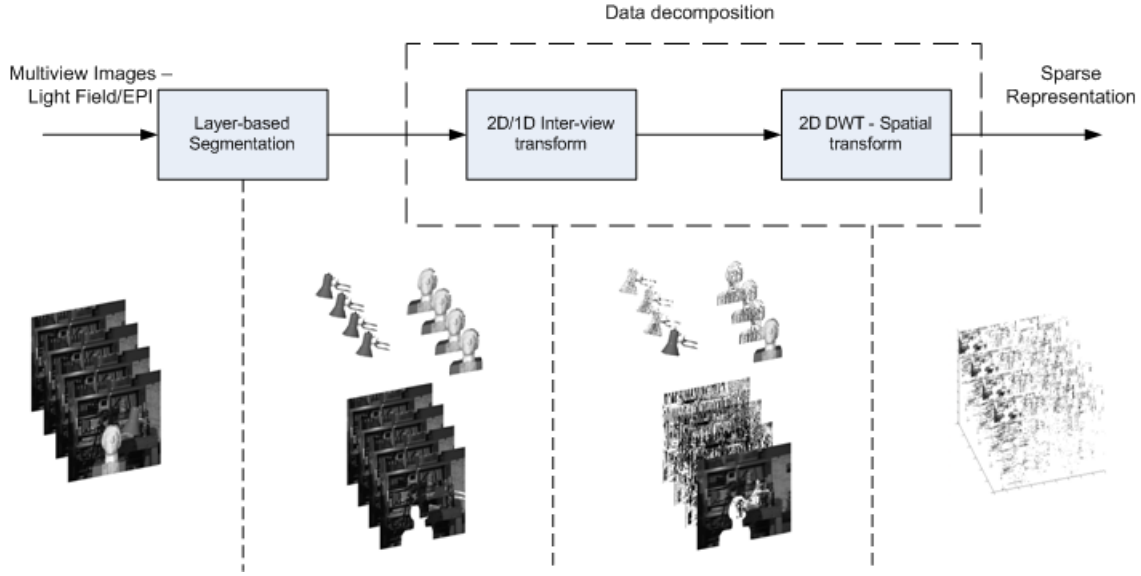 Data decomposition
Multiview Images –
Light Field/EPI
Layer-based
Segmentation
2D/1D Inter-view
transform
2D DWT - Spatial
transform
Sparse
Representation